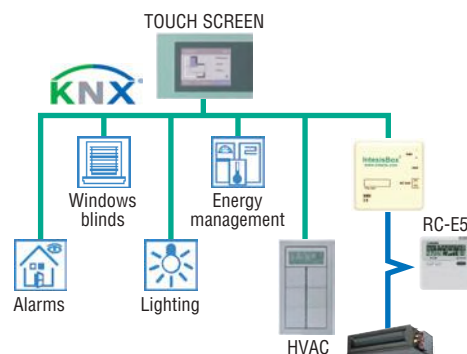 TOUCH SCREEN
KNX
IntesisBox
Windows
blinds
Energy
management
RC-E5
Alarms
Lighting
HVAC